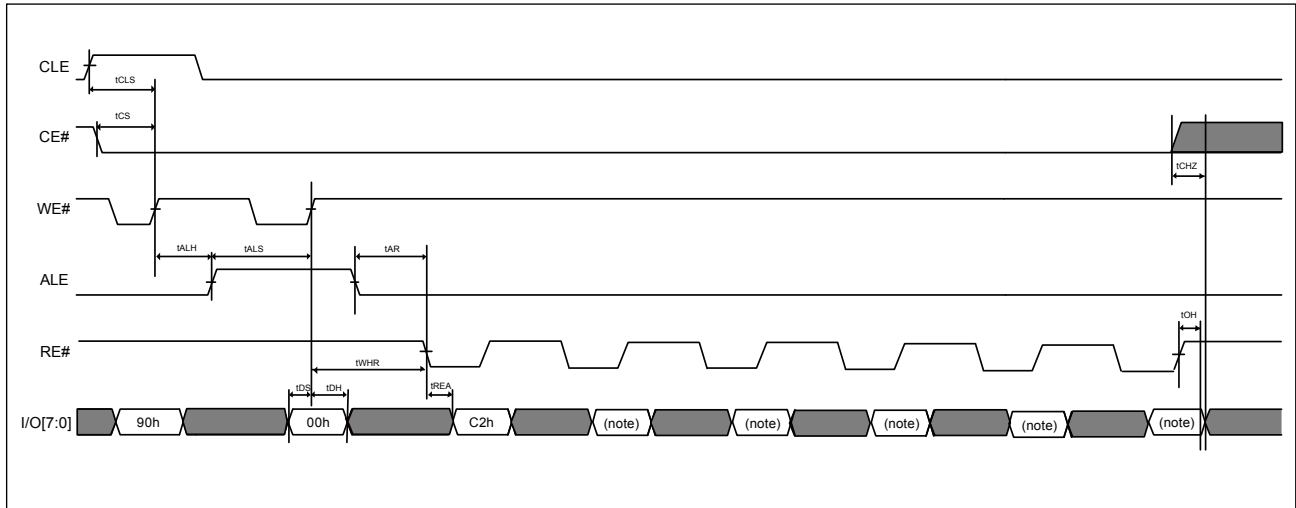 CLE
tCLS
CE#
tCS
tCHZ
WE#
tALH tALS tAR
ALE
tOH
RE#
tWHR
tDS tDH tREA
I/O[7:0] 90h 00h C2h (note) (note) (note) (note) (note)